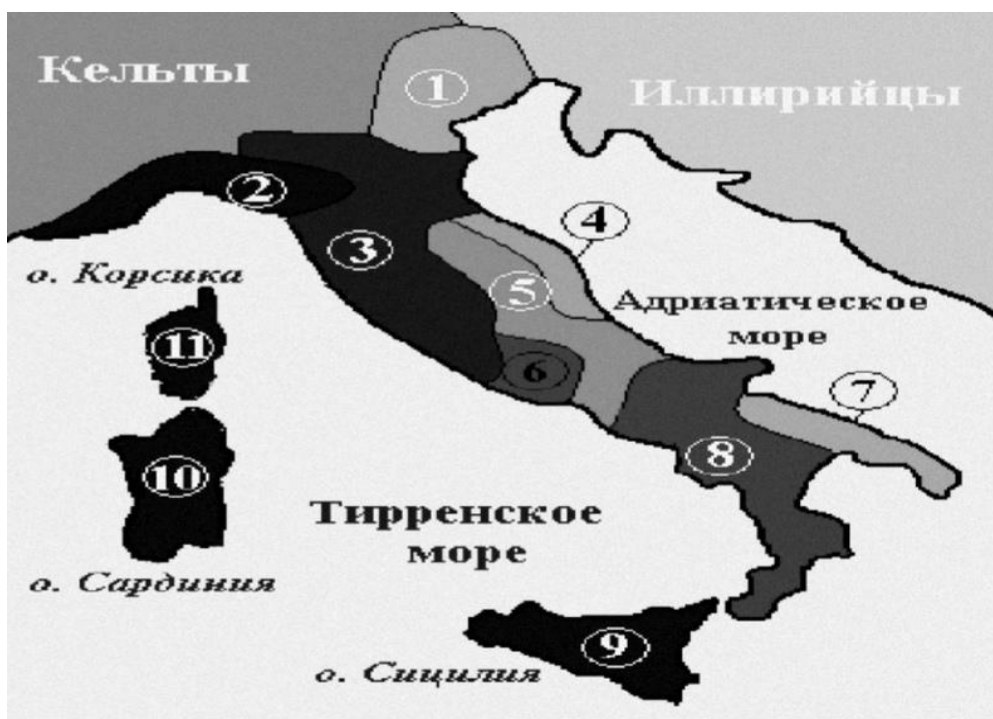 Кельты
Иллирийцы
1
2
3
4
5
о. Корсика
Адриатическое
море
11
6
7
8
10
Тирренское
море
о. Сардиния
9
о. Сицилия